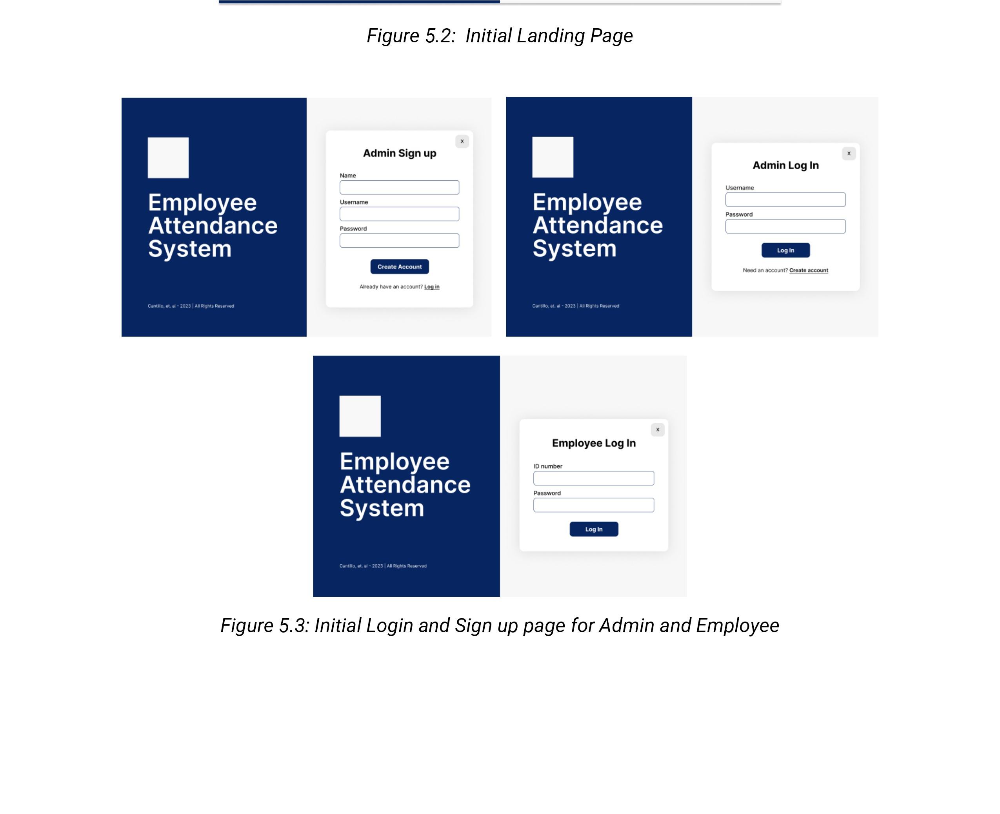 Figure 5.2:  Initial Landing Page
Employee
Attendance
System
Cantillo, et. al - 2023 | All Rights Reserved
X
Admin Sign up
Name
Username
Password
Create Account
Already have an account? Log in
Employee
Attendance
System
Cantillo, et. al - 2023 | All Rights Reserved
X
Admin Log In
Username
Password
Log In
Need an account? Create account
Employee
Attendance
System
Cantillo, et. al - 2023 | All Rights Reserved
X
Employee Log In
ID number
Password
Log In
Figure 5.3: Initial Login and Sign up page for Admin and Employee